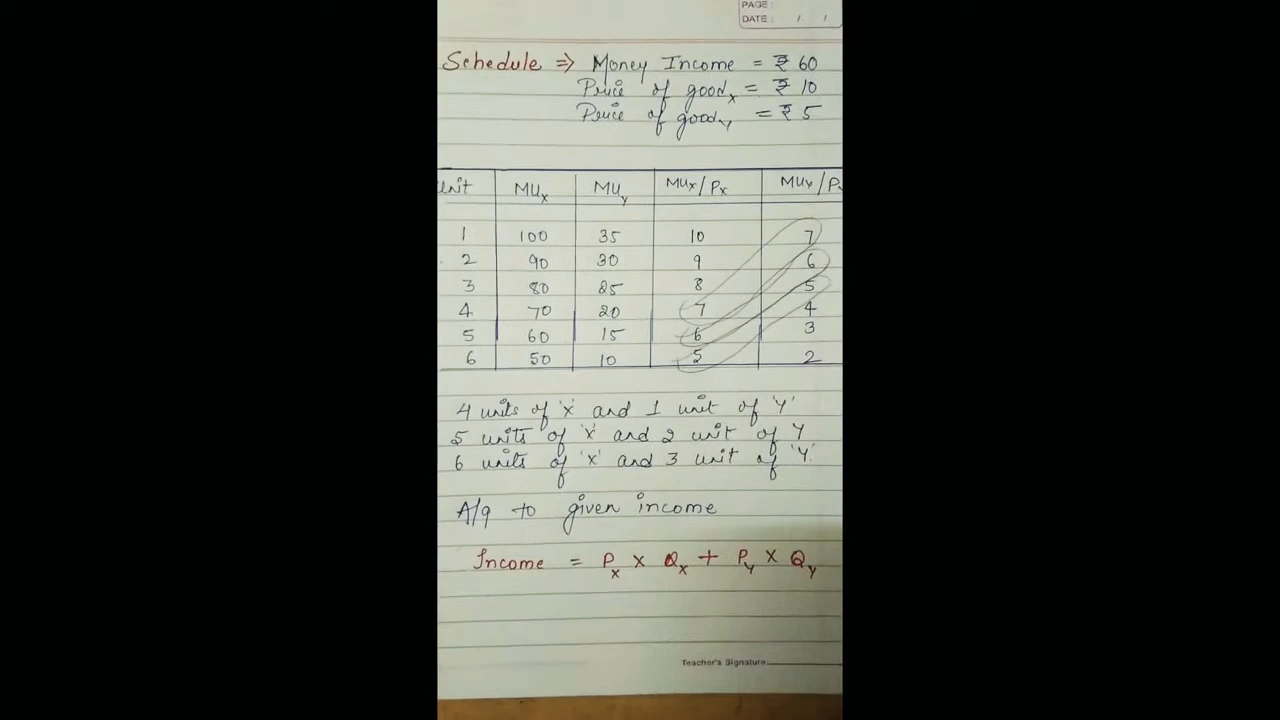 PAGE :
DATE : / /
Schedule ⇒ Money Income = ₹ 60
Price of good x = ₹ 10
Price of good y = ₹ 5
Unit MUx MUy MUx/Px MUy/Py
1 100 35 10 7
2 90 30 9 6
3 80 25 8 5
4 70 20 7 4
5 60 15 6 3
6 50 10 5 2
4 units of 'x' and 1 unit of 'Y'
5 units of 'x' and 2 unit of Y
6 units of 'x' and 3 unit of 'Y'
A/q to given income
Income = Px × Qx + Py × Qy
Teacher's Signature